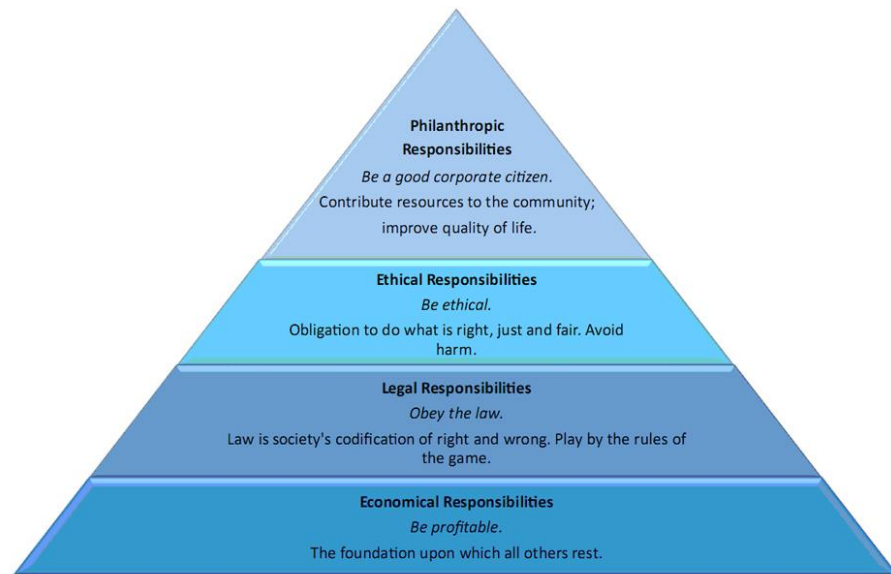 Philanthropic
Responsibilities
Be a good corporate citizen.
Contribute resources to the community;
improve quality of life.
Ethical Responsibilities
Be ethical.
Obligation to do what is right, just and fair. Avoid
harm.
Legal Responsibilities
Obey the law.
Law is society's codification of right and wrong. Play by the rules of
the game.
Economical Responsibilities
Be profitable.
The foundation upon which all others rest.